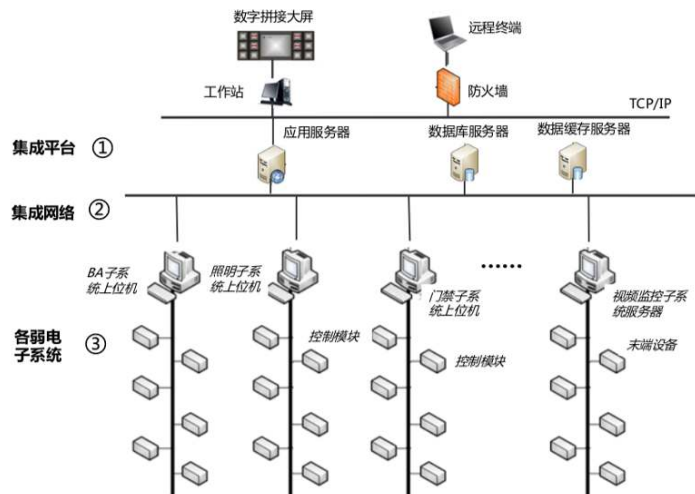 数字拼接大屏
远程终端
工作站
防火墙
TCP/IP
应用服务器
数据库服务器
数据缓存服务器
集成平台 ①
集成网络 ②
BA子系
统上位机
照明子系
统上位机
门禁子系
统上位机
......
视频监控子系
统服务器
各弱电
子系统 ③
控制模块
控制模块
末端设备